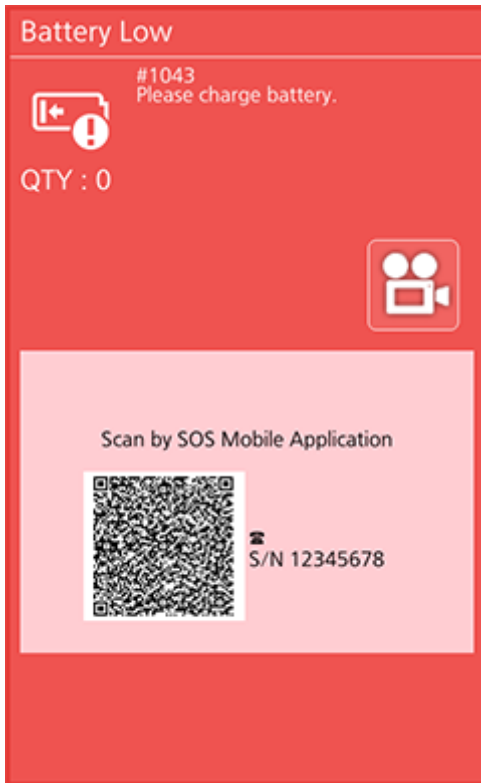 Battery Low
#1043
Please charge battery.
QTY : 0
Scan by SOS Mobile Application
☎
S/N 12345678